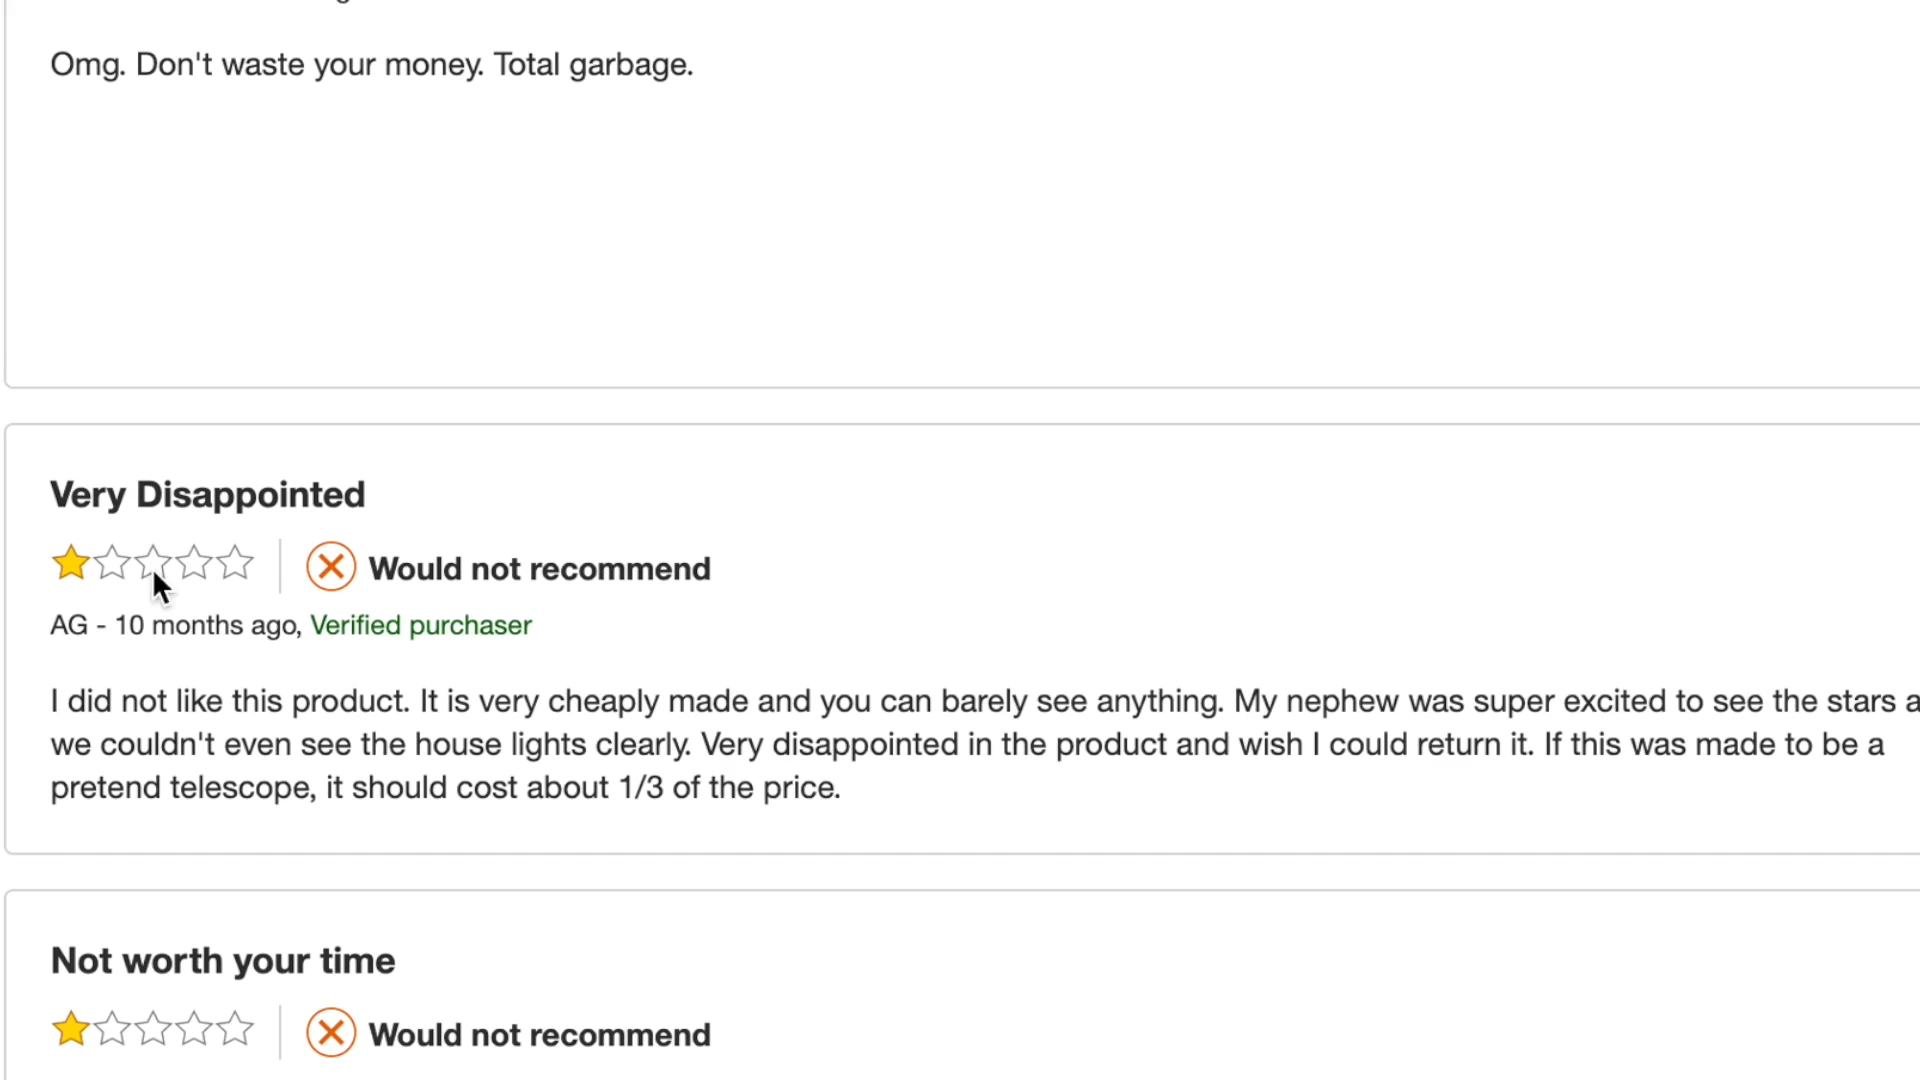 Omg. Don't waste your money. Total garbage.
Very Disappointed
Would not recommend
AG - 10 months ago, Verified purchaser
I did not like this product. It is very cheaply made and you can barely see anything. My nephew was super excited to see the stars
we couldn't even see the house lights clearly. Very disappointed in the product and wish I could return it. If this was made to be a
pretend telescope, it should cost about 1/3 of the price.
Not worth your time
Would not recommend